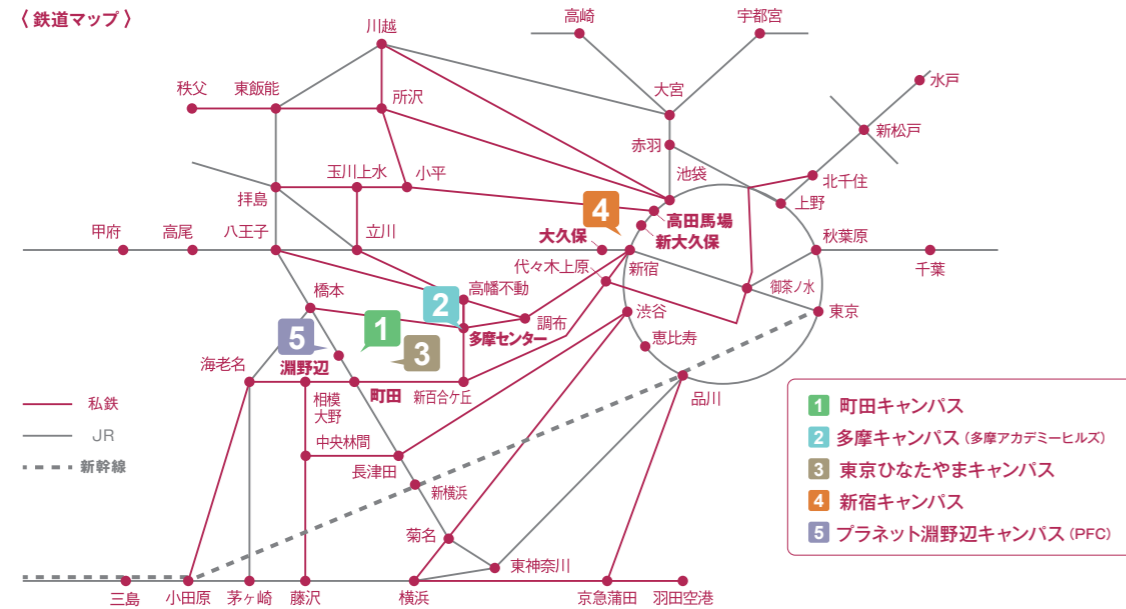 〈 鉄道マップ 〉
高崎
宇都宮
川越
水戸
大宮
秩父
東飯能
所沢
新松戸
赤羽
玉川上水
小平
池袋
北千住
拝島
上野
4
高田馬場
甲府
高尾
八王子
立川
大久保
新大久保
秋葉原
代々木上原
新宿
千葉
高幡不動
御茶ノ水
橋本
2
渋谷
東京
1
調布
多摩センター
恵比寿
5
3
淵野辺
海老名
町田
新百合ケ丘
品川
相模
大野
私鉄
JR
新幹線
中央林間
長津田
新横浜
菊名
東神奈川
三島
小田原
茅ヶ崎
藤沢
横浜
京急蒲田
羽田空港
1 町田キャンパス
2 多摩キャンパス(多摩アカデミーヒルズ)
3 東京ひなたやまキャンパス
4 新宿キャンパス
5 プラネット淵野辺キャンパス(PFC)